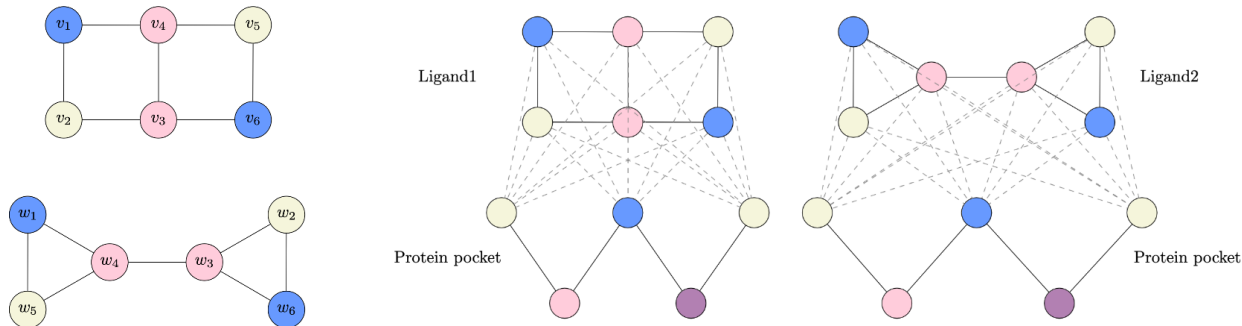 v1 v4 v5
v2 v3 v6
w1 w2
w4 w3
w5 w6
Ligand1
Ligand2
Protein pocket
Protein pocket